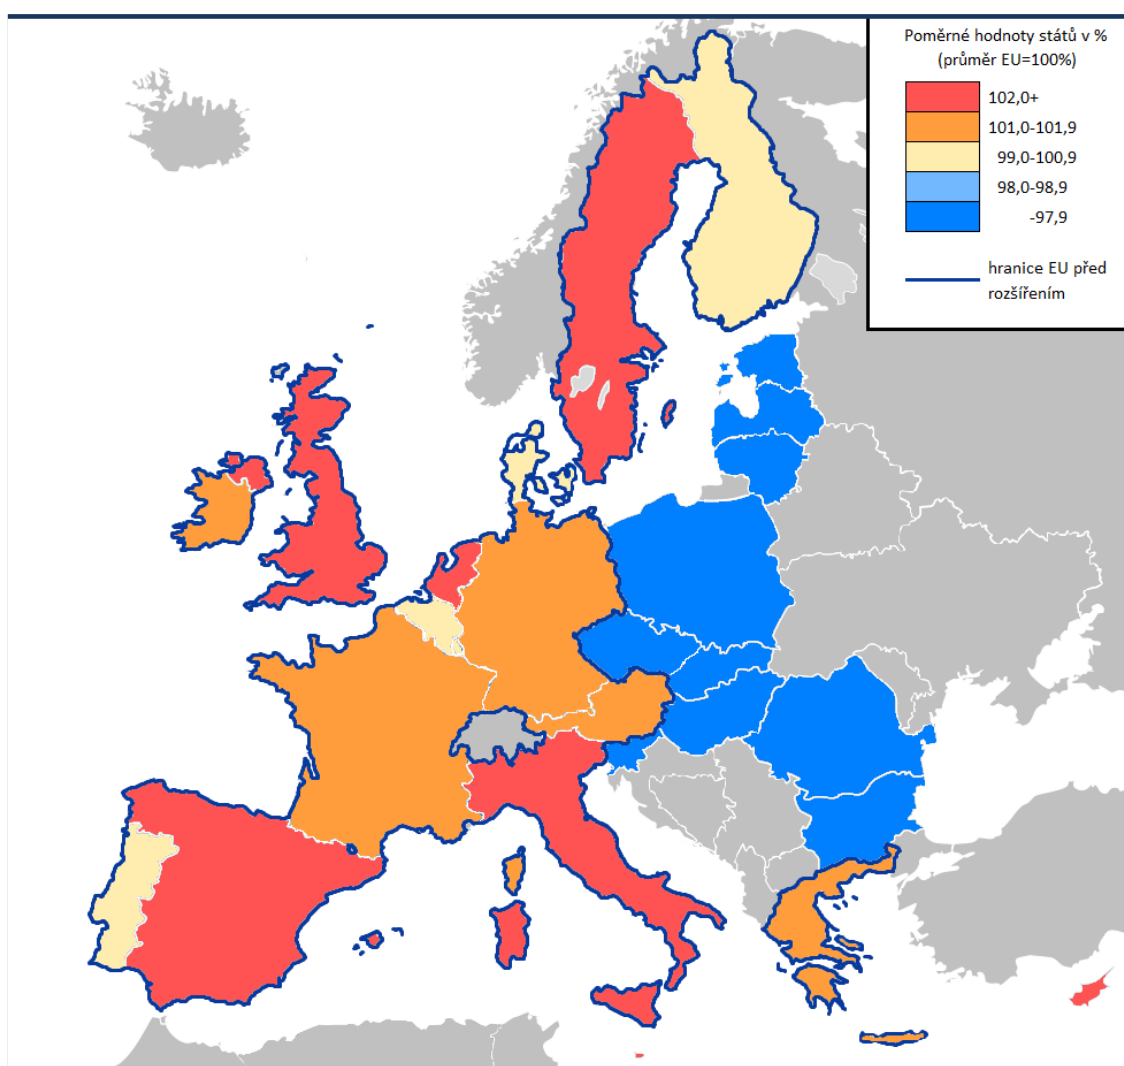 Poměrné hodnoty států v %
(průměr EU=100%)
102,0+
101,0-101,9
99,0-100,9
98,0-98,9
-97,9
hranice EU před
rozšířením